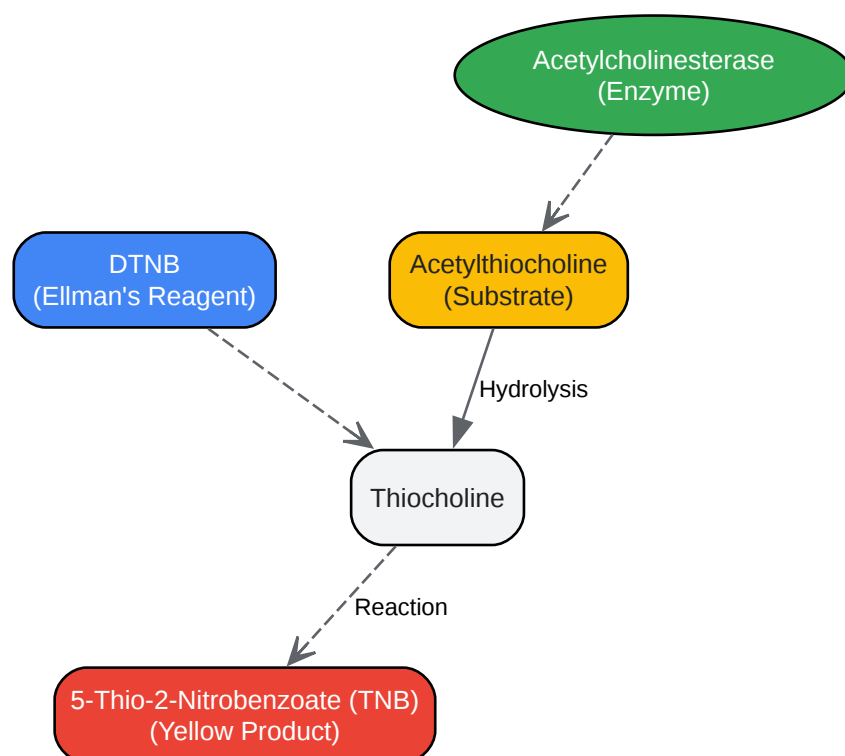 Acetylcholinesterase
(Enzyme)
DTNB
(Ellman's Reagent)
Acetylthiocholine
(Substrate)
Hydrolysis
Thiocholine
Reaction
5-Thio-2-Nitrobenzoate (TNB)
(Yellow Product)